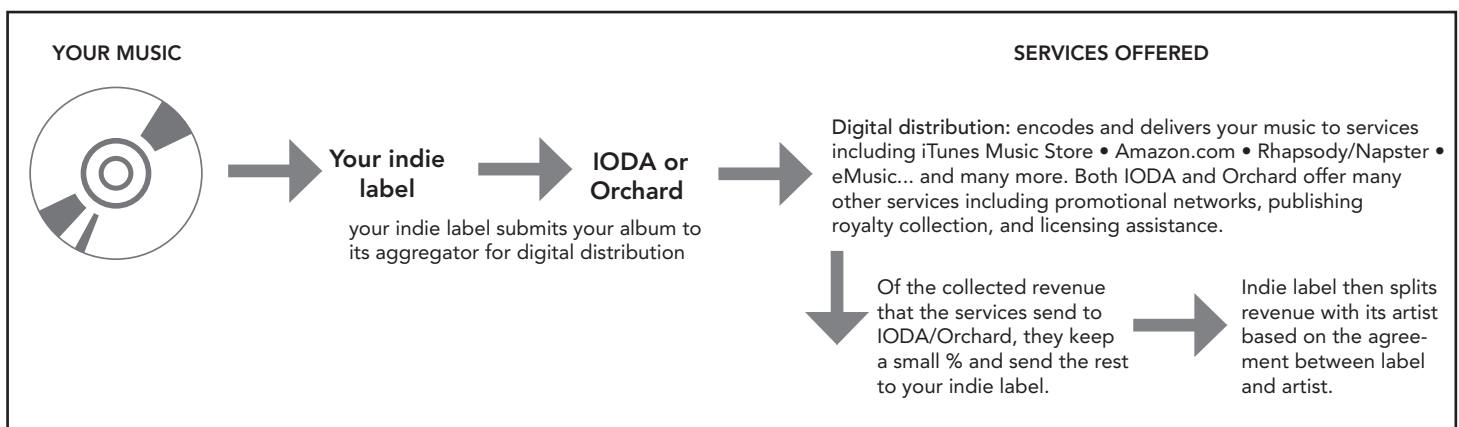 YOUR MUSIC
SERVICES OFFERED
Your indie
label
IODA or
Orchard
your indie label submits your album to
its aggregator for digital distribution
Digital distribution: encodes and delivers your music to services
including iTunes Music Store • Amazon.com • Rhapsody/Napster •
eMusic... and many more. Both IODA and Orchard offer many
other services including promotional networks, publishing
royalty collection, and licensing assistance.
Of the collected revenue
that the services send to
IODA/Orchard, they keep
a small % and send the rest
to your indie label.
Indie label then splits
revenue with its artist
based on the agree-
ment between label
and artist.